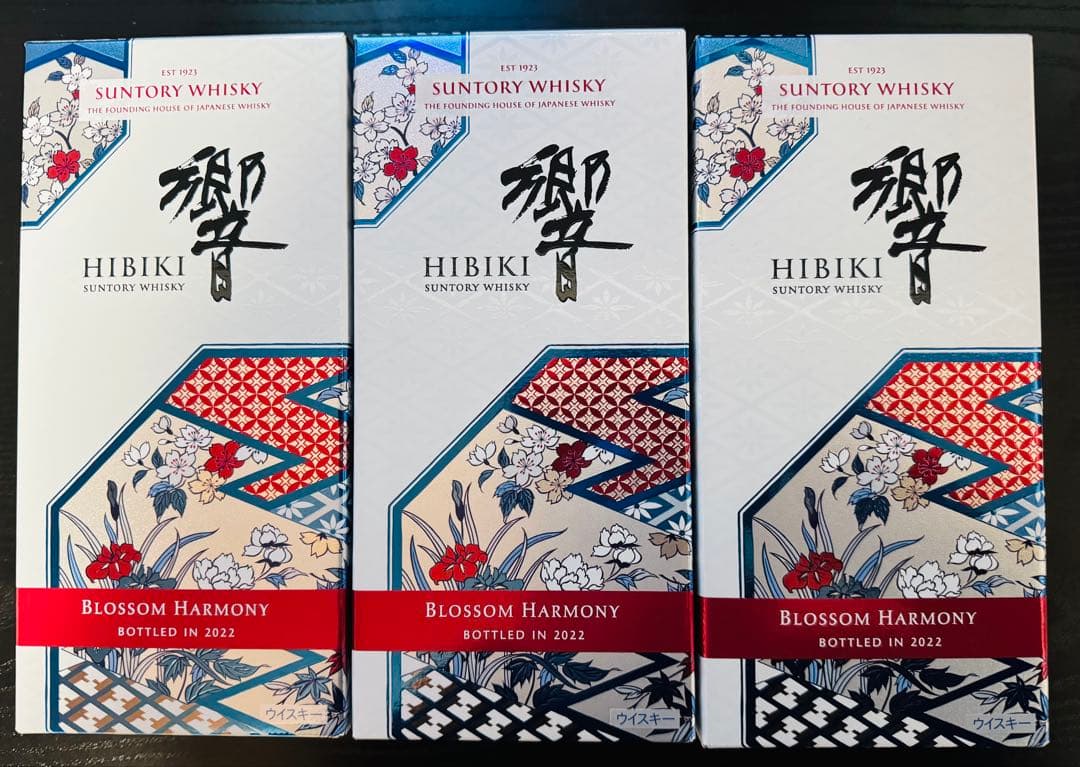 EST 1923
SUNTORY WHISKY
THE FOUNDING HOUSE OF JAPANESE WHISKY
響
HIBIKI
SUNTORY WHISKY
BLOSSOM HARMONY
BOTTLED IN 2022
ウイスキー
EST 1923
SUNTORY WHISKY
THE FOUNDING HOUSE OF JAPANESE WHISKY
響
HIBIKI
SUNTORY WHISKY
BLOSSOM HARMONY
BOTTLED IN 2022
ウイスキー
EST 1923
SUNTORY WHISKY
THE FOUNDING HOUSE OF JAPANESE WHISKY
響
HIBIKI
SUNTORY WHISKY
BLOSSOM HARMONY
BOTTLED IN 2022
ウイスキー